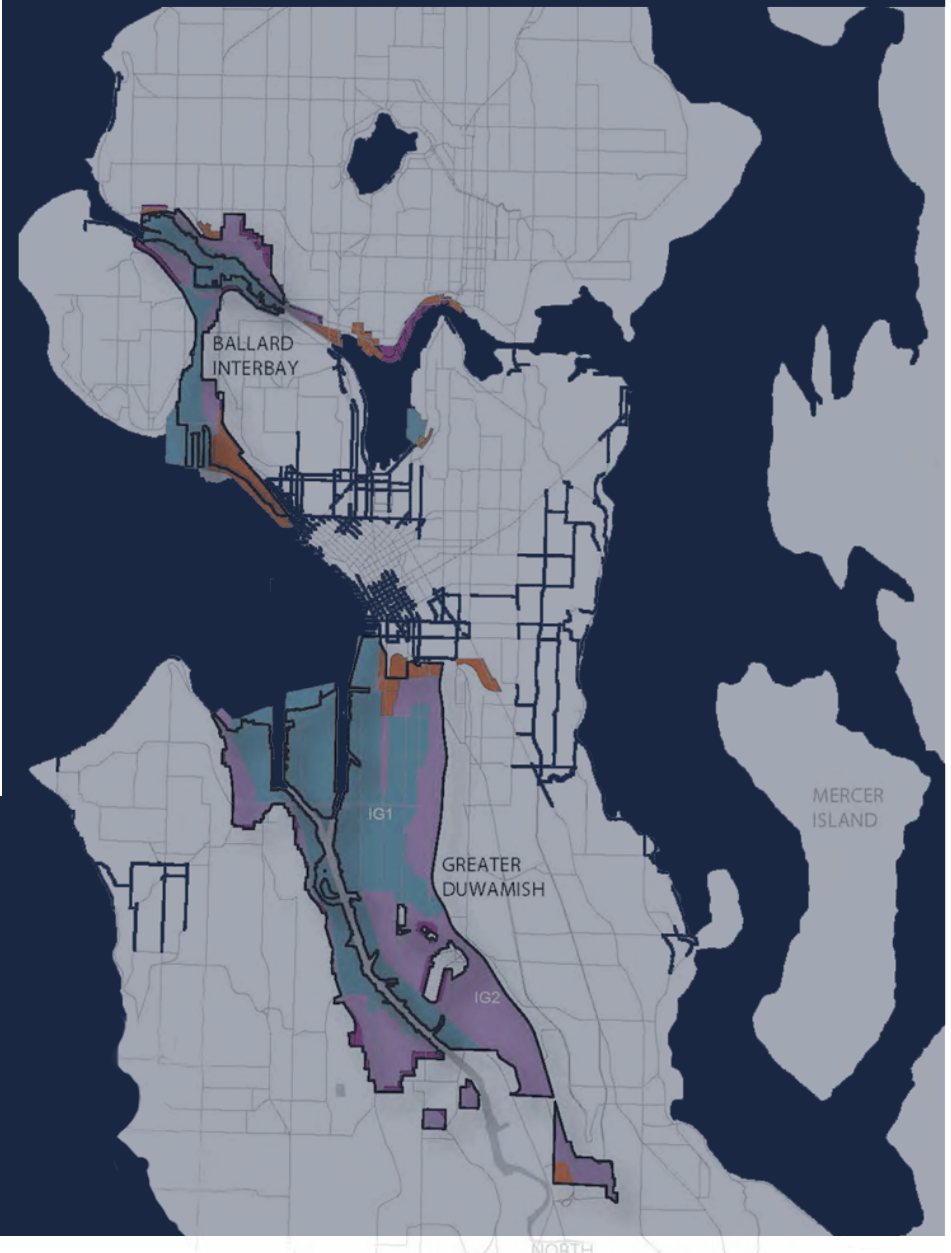 BALLARD
INTERBAY
MERCER
ISLAND
IG1
GREATER
DUWAMISH
IG2
NORTH